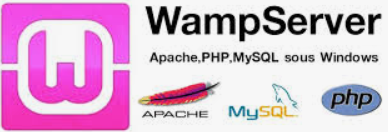 WampServer
Apache,PHP,MySQL sous Windows
W
APACHE
MySQL
php